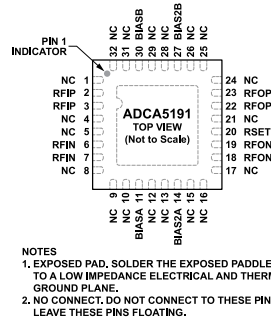 PIN 1
INDICATOR
32 NC
31 NC
30 BIASB
29 NC
28 NC
27 BIAS2B
26 NC
25 NC
NC 1
RFIP 2
RFIP 3
NC 4
NC 5
RFIN 6
RFIN 7
NC 8
ADCA5191
TOP VIEW
(Not to Scale)
24 NC
23 RFOP
22 RFOP
21 NC
20 RSET
19 RFON
18 RFON
17 NC
NC 9
NC 10
BIASA 11
NC 12
NC 13
BIAS2A 14
NC 15
NC 16
NOTES
1. EXPOSED PAD. SOLDER THE EXPOSED PADDLE
TO A LOW IMPEDANCE ELECTRICAL AND THERM
GROUND PLANE.
2. NO CONNECT. DO NOT CONNECT TO THESE PIN
LEAVE THESE PINS FLOATING.